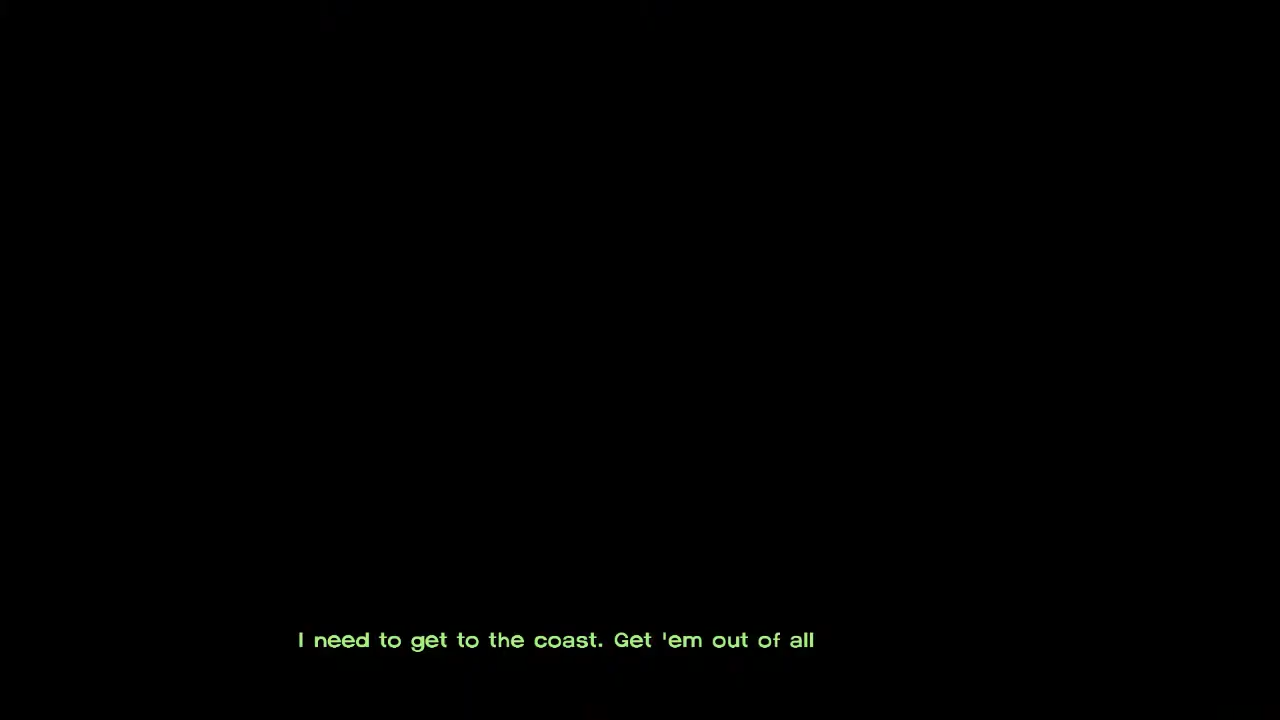 I need to get to the coast. Get 'em out of all